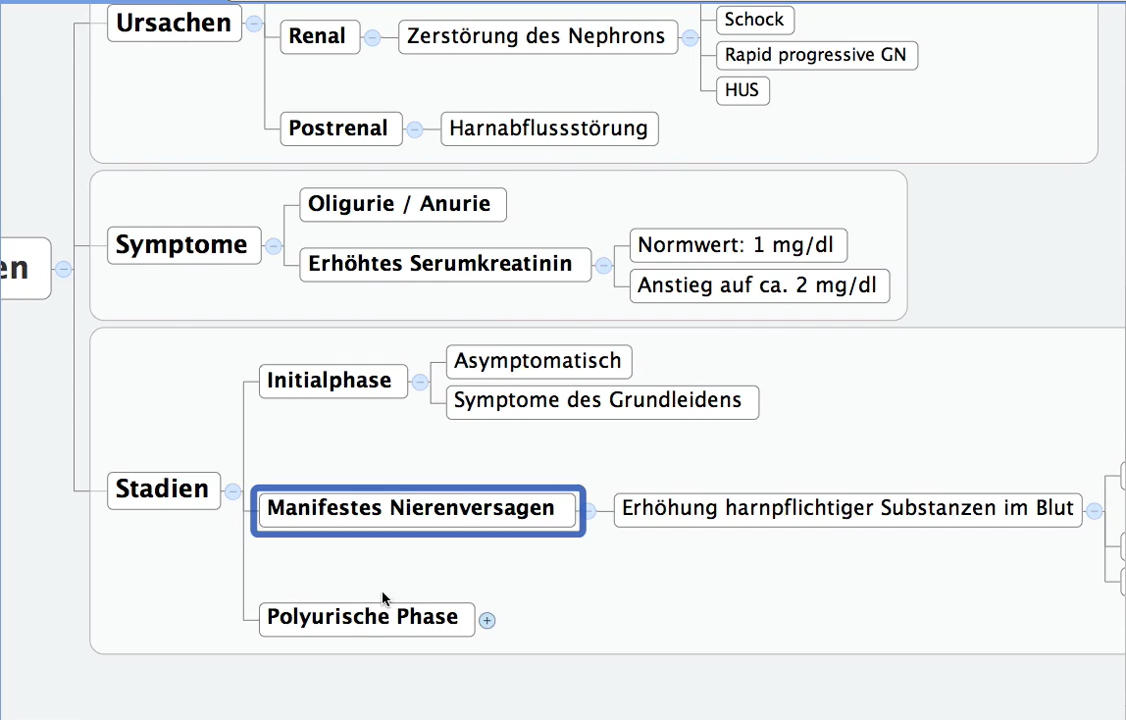 Ursachen
Renal
Zerstörung des Nephrons
Schock
Rapid progressive GN
HUS
Postrenal
Harnabflussstörung
en
Symptome
Oligurie / Anurie
Erhöhtes Serumkreatinin
Normwert: 1 mg/dl
Anstieg auf ca. 2 mg/dl
Stadien
Initialphase
Asymptomatisch
Symptome des Grundleidens
Manifestes Nierenversagen
Erhöhung harnpflichtiger Substanzen im Blut
Polyurische Phase